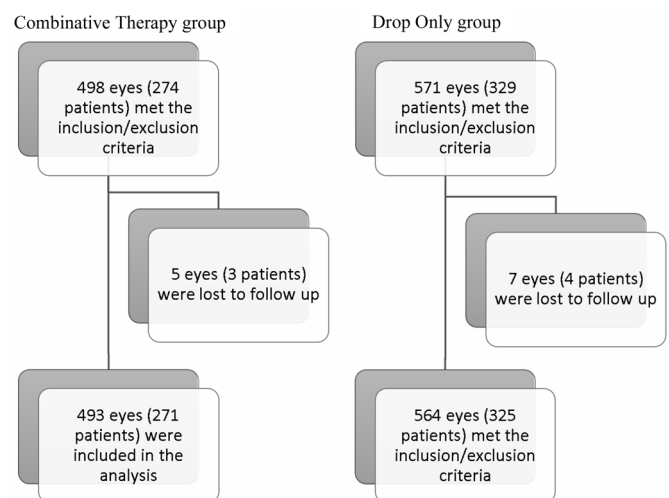 Combinative Therapy group
498 eyes (274
patients) met the
inclusion/exclusion
criteria
5 eyes (3 patients)
were lost to follow up
493 eyes (271
patients) were
included in the
analysis
Drop Only group
571 eyes (329
patients) met the
inclusion/exclusion
criteria
7 eyes (4 patients)
were lost to follow up
564 eyes (325
patients) met the
inclusion/exclusion
criteria